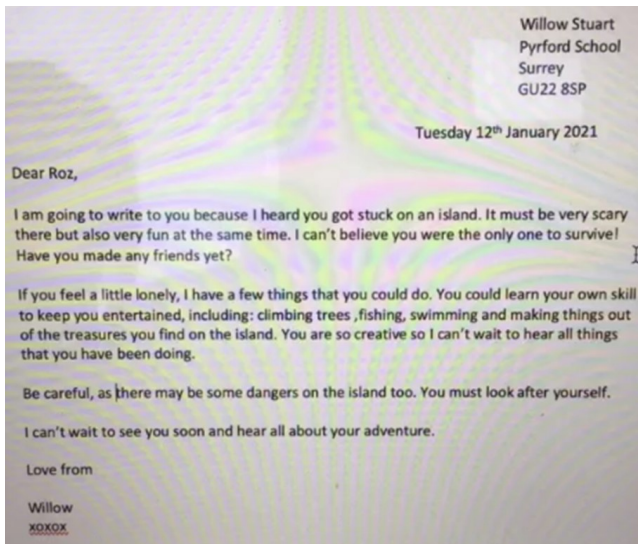 Willow Stuart
Pyrford School
Surrey
GU22 8SP
Tuesday 12th January 2021
Dear Roz,
I am going to write to you because I heard you got stuck on an island. It must be very scary
there but also very fun at the same time. I can't believe you were the only one to survive!
Have you made any friends yet?
If you feel a little lonely, I have a few things that you could do. You could learn your own skill
to keep you entertained, including: climbing trees ,fishing, swimming and making things out
of the treasures you find on the island. You are so creative so I can't wait to hear all things
that you have been doing.
Be careful, as there may be some dangers on the island too. You must look after yourself.
I can't wait to see you soon and hear all about your adventure.
Love from
Willow
xoxox